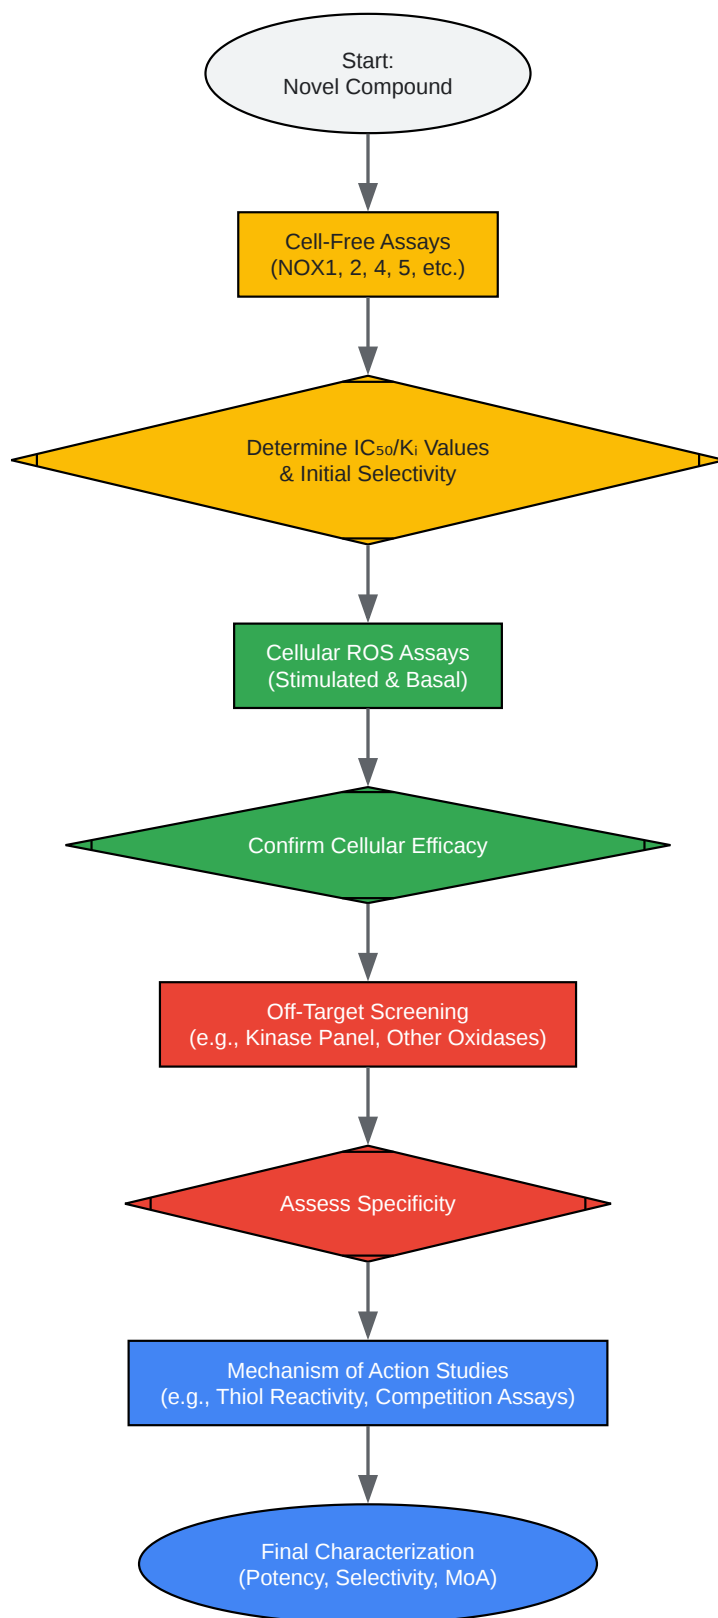 Start:
Novel Compound
Cell-Free Assays
(NOX1, 2, 4, 5, etc.)
Determine IC₅₀/Kᵢ Values
& Initial Selectivity
Cellular ROS Assays
(Stimulated & Basal)
Confirm Cellular Efficacy
Off-Target Screening
(e.g., Kinase Panel, Other Oxidases)
Assess Specificity
Mechanism of Action Studies
(e.g., Thiol Reactivity, Competition Assays)
Final Characterization
(Potency, Selectivity, MoA)